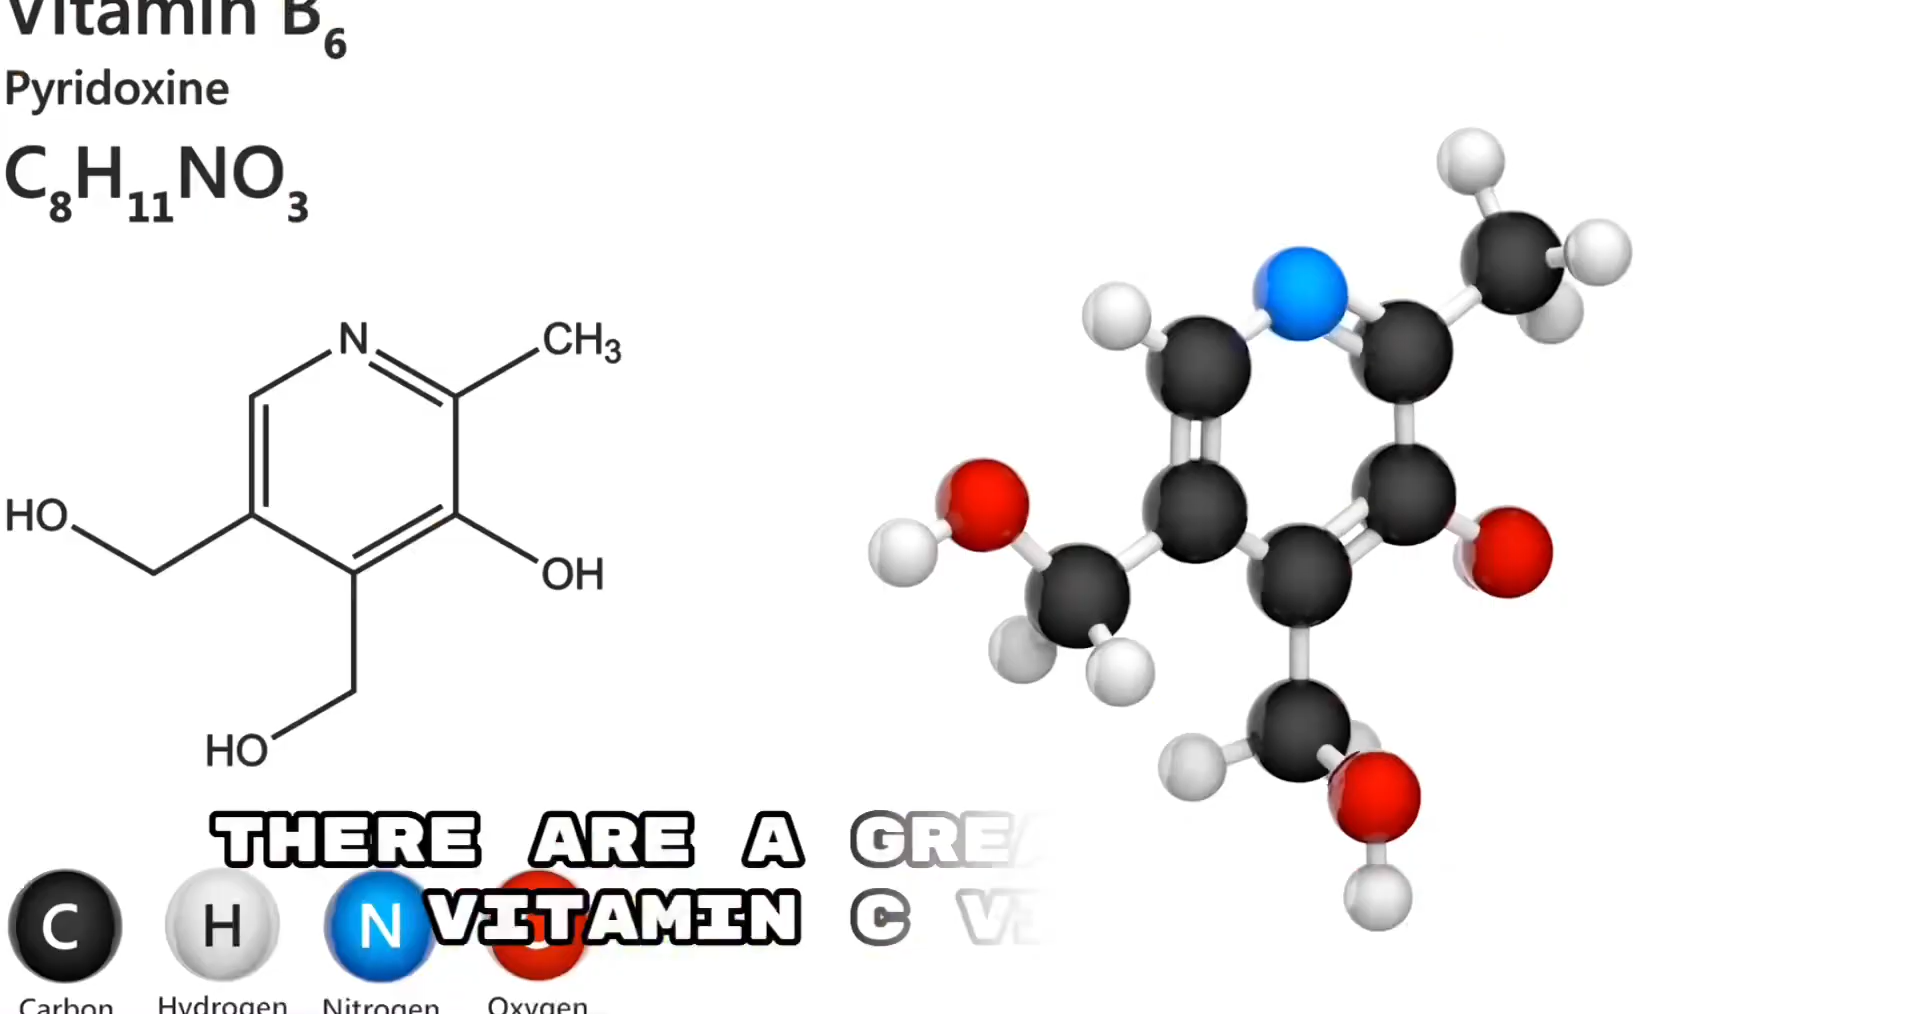 Vitamin B6
Pyridoxine
C8H11NO3
N
CH3
HO
OH
HO
THERE ARE A
VITAMIN C
C
H
N
Carbon
Hydrogen
Nitrogen
Oxygen